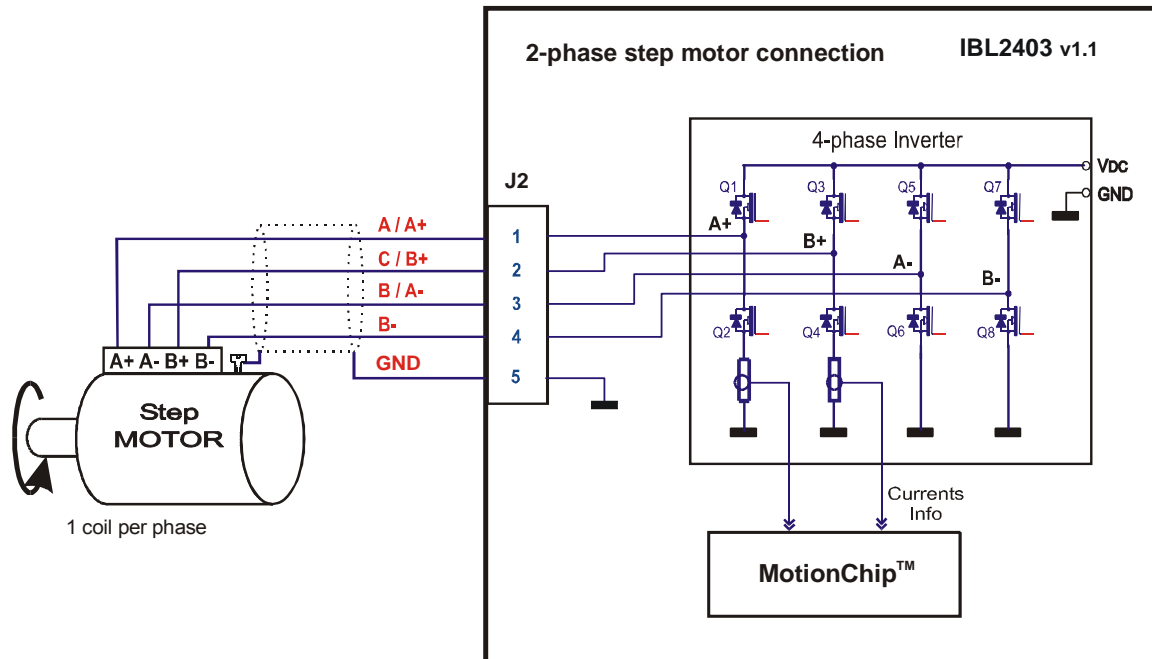 2-phase step motor connection
IBL2403 v1.1
4-phase Inverter
VDC
GND
J2
Q1
Q3
Q5
Q7
A / A+
1
A+
C / B+
2
B+
B / A-
3
A-
B-
4
B-
Q2
Q4
Q6
Q8
A+ A- B+ B-
GND
5
Step
MOTOR
1 coil per phase
Currents
Info
MotionChip™